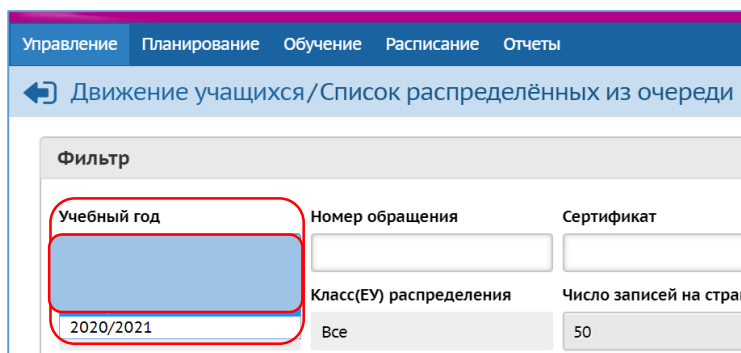 Управление Планирование Обучение Расписание Отчеты
Движение учащихся/Список распределённых из очереди
Фильтр
Учебный год Номер обращения Сертификат
Класс(ЕУ) распределения Число записей на стра
2020/2021 Все 50